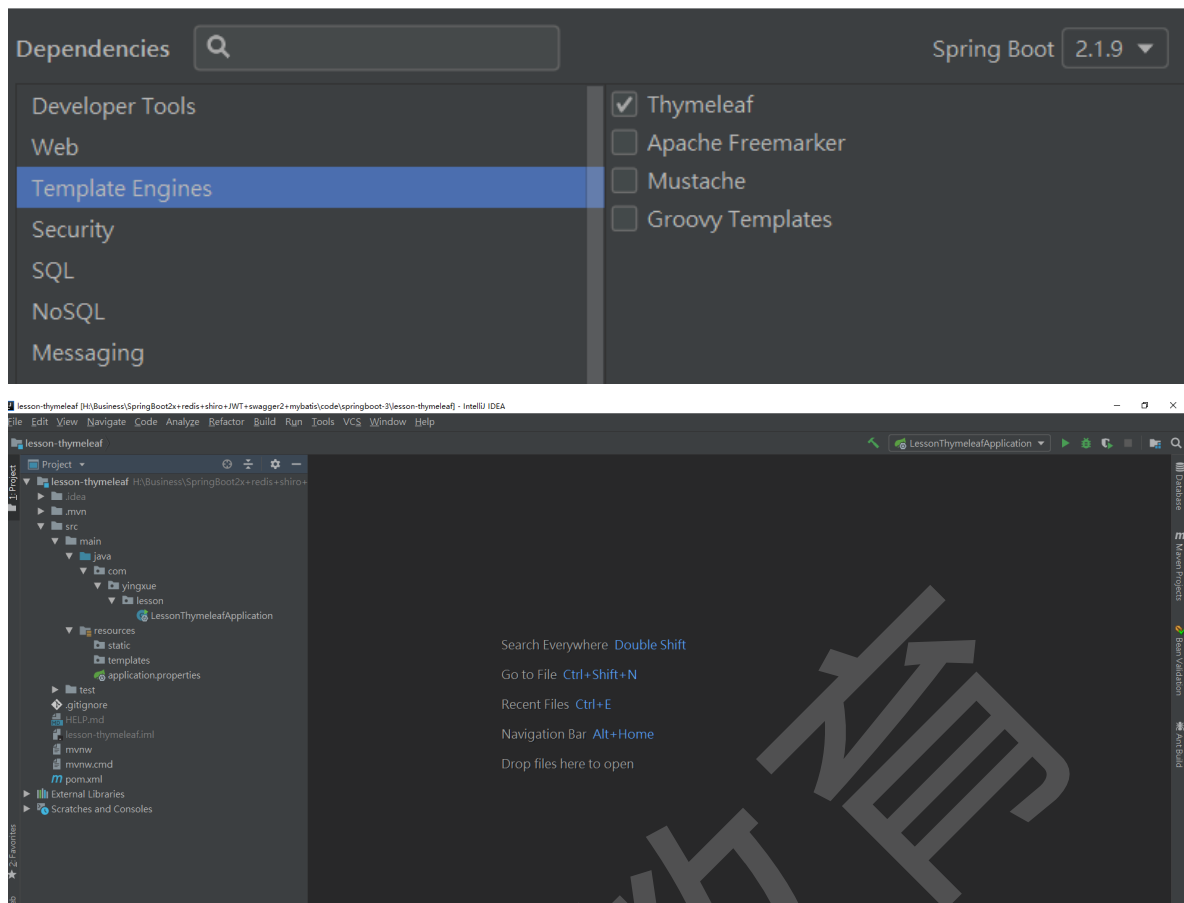 Dependencies
Spring Boot 2.1.9
Developer Tools
Web
Template Engines
Security
SQL
NoSQL
Messaging
Thymeleaf
Apache Freemarker
Mustache
Groovy Templates
lesson-thymeleaf [H:\Business\SpringBoot2x+redis+shiro+JWT+swagger2+mybatis\code\springboot-3\lesson-thymeleaf] - IntelliJ IDEA
File Edit View Navigate Code Analyze Refactor Build Run Tools VCS Window Help
lesson-thymeleaf
LessonThymeleafApplication
1: Project
Project
lesson-thymeleaf H:\Business\SpringBoot2x+redis+shiro+
.idea
.mvn
src
main
java
com
yingxue
lesson
LessonThymeleafApplication
resources
static
templates
application.properties
test
.gitignore
HELP.md
lesson-thymeleaf.iml
mvnw
mvnw.cmd
pom.xml
External Libraries
Scratches and Consoles
2: Favorites
Search Everywhere Double Shift
Go to File Ctrl+Shift+N
Recent Files Ctrl+E
Navigation Bar Alt+Home
Drop files here to open
Database
Maven Projects
Bean Validation
Ant Build
育